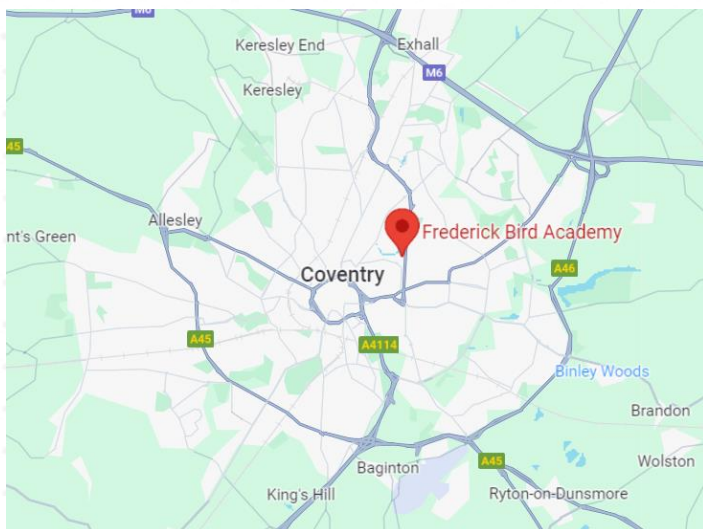 M6
Keresley End
Exhall
M6
Keresley
A45
Allesley
nt's Green
Frederick Bird Academy
Coventry
A46
A45
A4114
Binley Woods
Brandon
A45
Wolston
Baginton
King's Hill
Ryton-on-Dunsmore